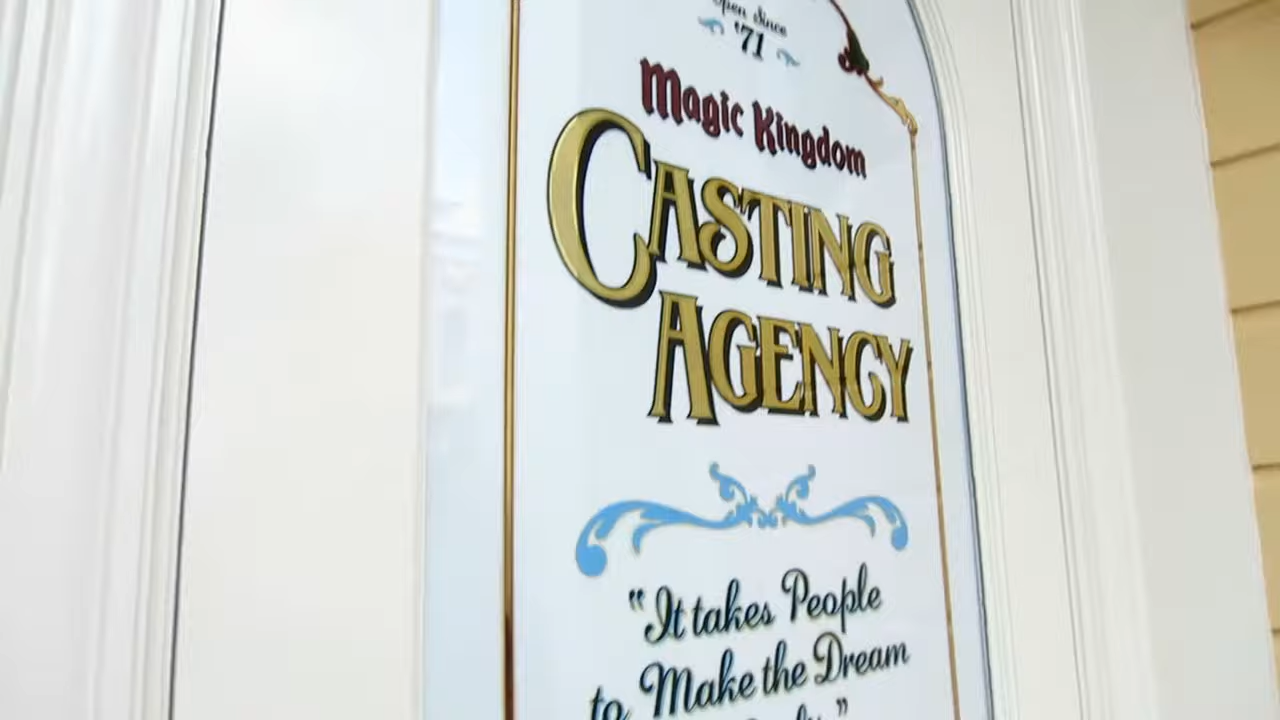 Open Since
'71
Magic Kingdom
CASTING
AGENCY
"It takes People
to Make the Dream